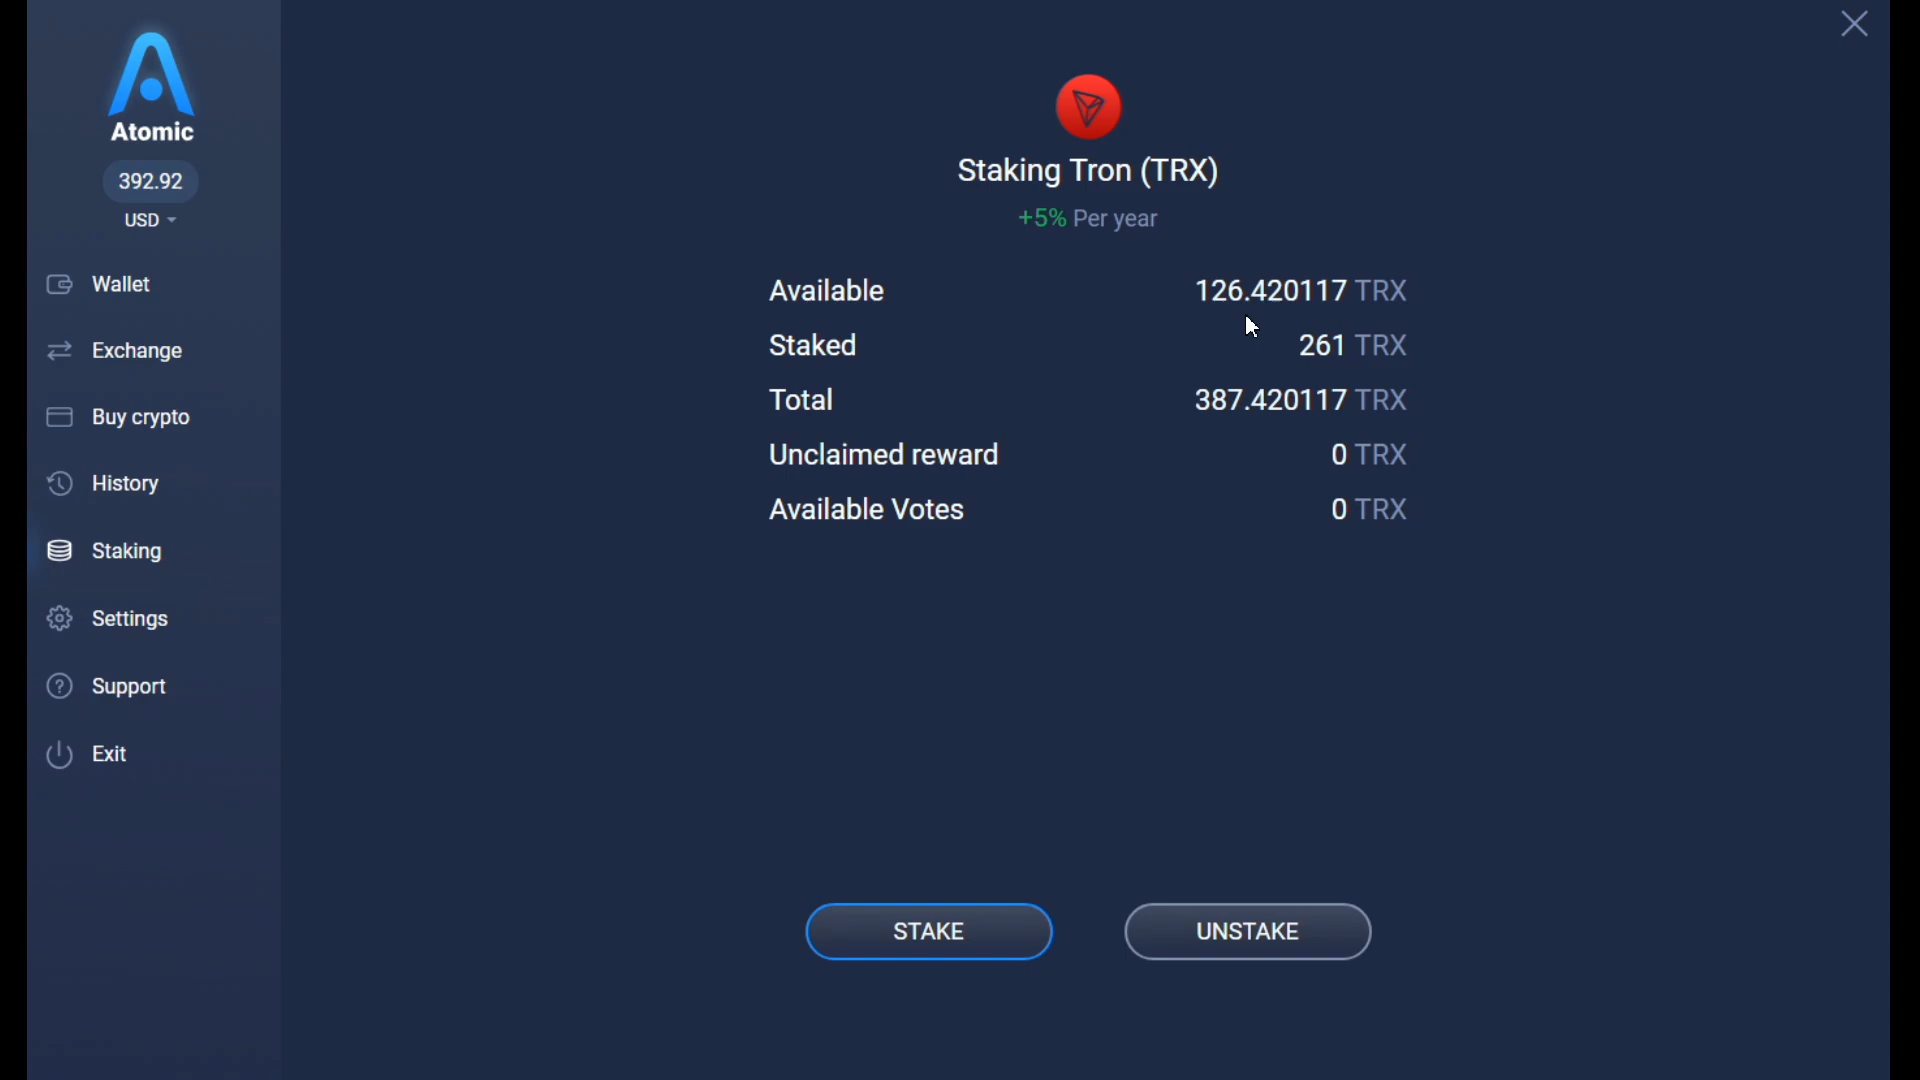 Atomic
392.92
USD
Wallet
Exchange
Buy crypto
History
Staking
Settings
Support
Exit
Staking Tron (TRX)
+5% Per year
Available 126.420117 TRX
Staked 261 TRX
Total 387.420117 TRX
Unclaimed reward 0 TRX
Available Votes 0 TRX
STAKE UNSTAKE